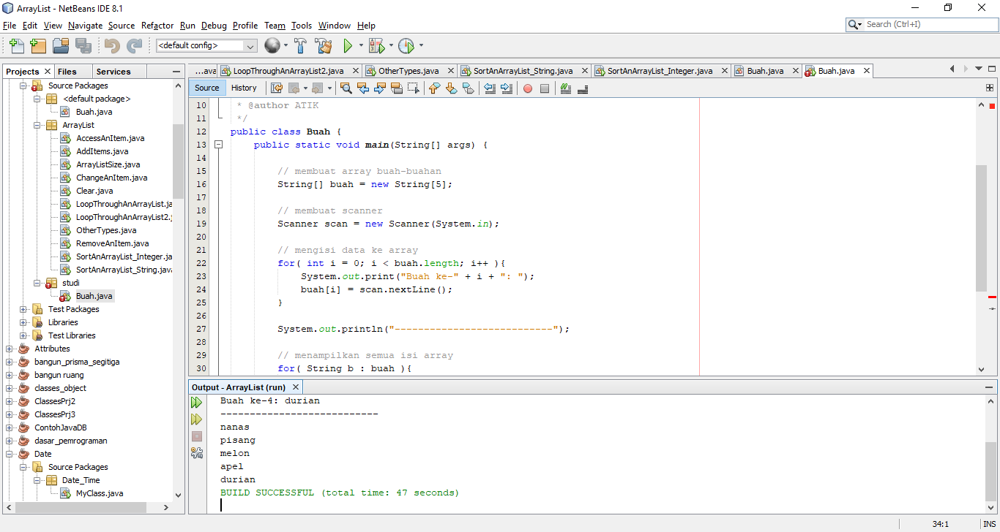 ArrayList - NetBeans IDE 8.1
File Edit View Navigate Source Refactor Run Debug Profile Team Tools Window Help
Search (Ctrl+I)
<default config>
Projects Files Services
Source Packages
<default package>
Buah.java
ArrayList
AccessAnItem.java
AddItems.java
ArrayListSize.java
ChangeAnItem.java
Clear.java
LoopThroughAnArrayList.ja
LoopThroughAnArrayList2.j
OtherTypes.java
RemoveAnItem.java
SortAnArrayList_Integer.ja
SortAnArrayList_String.java
studi
Buah.java
Test Packages
Libraries
Test Libraries
Attributes
bangun_prisma_segitiga
bangun ruang
classes_object
ClassesPrj2
ClassesPrj3
ContohJavaDB
dasar_pemrograman
Date
Source Packages
Date_Time
MyClass.java
...ava LoopThroughAnArrayList2.java OtherTypes.java SortAnArrayList_String.java SortAnArrayList_Integer.java Buah.java Buah.java
Source History
10 * @author ATIK
11 */
12 public class Buah {
13 public static void main(String[] args) {
14
15 // membuat array buah-buahan
16 String[] buah = new String[5];
17
18 // membuat scanner
19 Scanner scan = new Scanner(System.in);
20
21 // mengisi data ke array
22 for( int i = 0; i < buah.length; i++ ){
23 System.out.print("Buah ke-" + i + ": ");
24 buah[i] = scan.nextLine();
25 }
26
27 System.out.println("---------------------------");
28
29 // menampilkan semua isi array
30 for( String b : buah ){
Output - ArrayList (run)
Buah ke-4: durian
---------------------------
nanas
pisang
melon
apel
durian
BUILD SUCCESSFUL (total time: 47 seconds)
34:1 INS